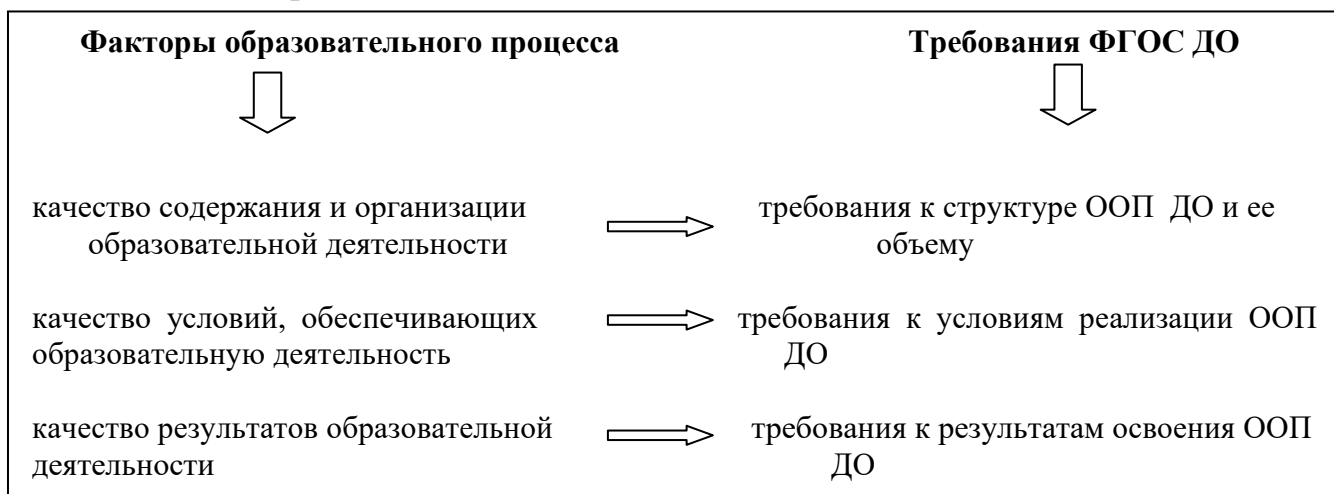 Факторы образовательного процесса
Требования ФГОС ДО
качество содержания и организации
образовательной деятельности
требования к структуре ООП ДО и ее
объему
качество условий, обеспечивающих
образовательную деятельность
требования к условиям реализации ООП
ДО
качество результатов образовательной
деятельности
требования к результатам освоения ООП
ДО